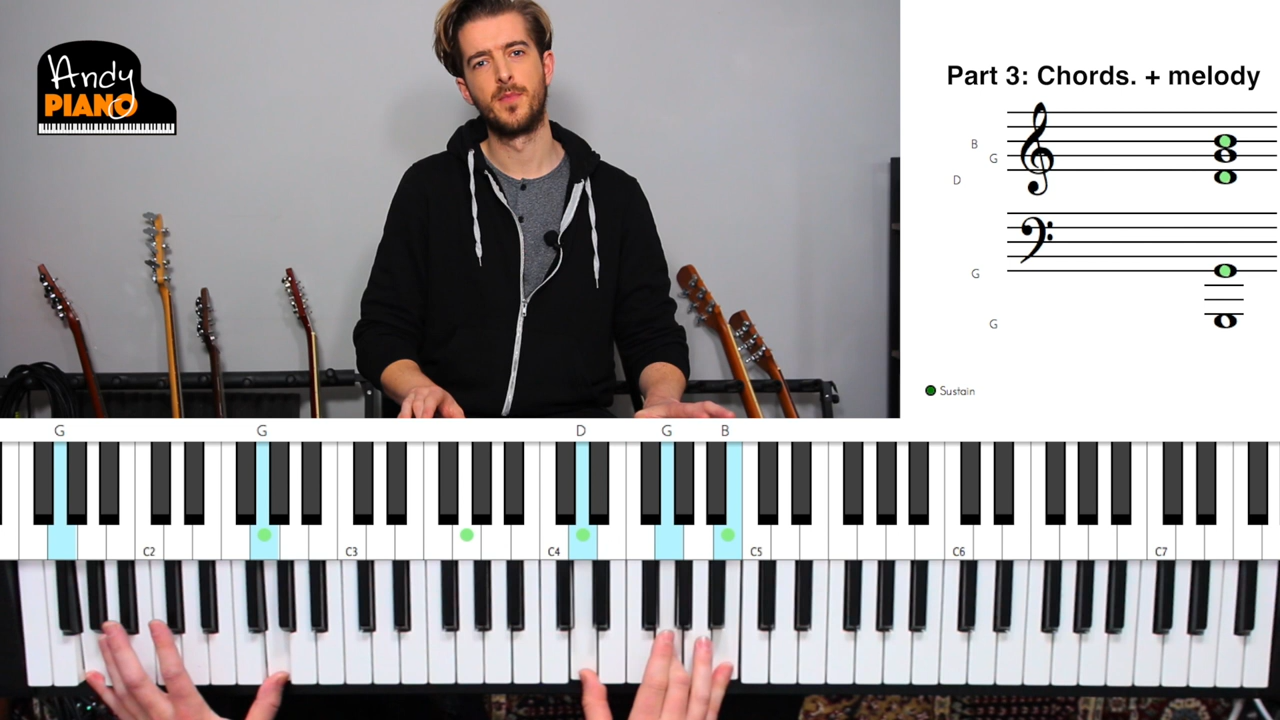 Andy
PIANO
Part 3: Chords. + melody
B
G
D
G
G
Sustain
G
G
D
G
B
C2
C3
C4
C5
C6
C7